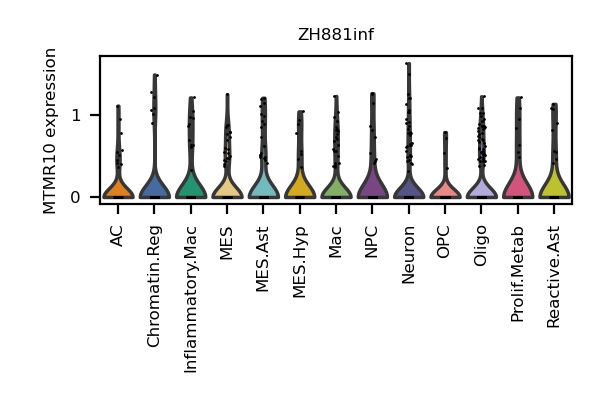 ZH881inf
MTMR10 expression
1
0
AC
Chromatin.Reg
Inflammatory.Mac
MES
MES.Ast
MES.Hyp
Mac
NPC
Neuron
OPC
Oligo
Prolif.Metab
Reactive.Ast